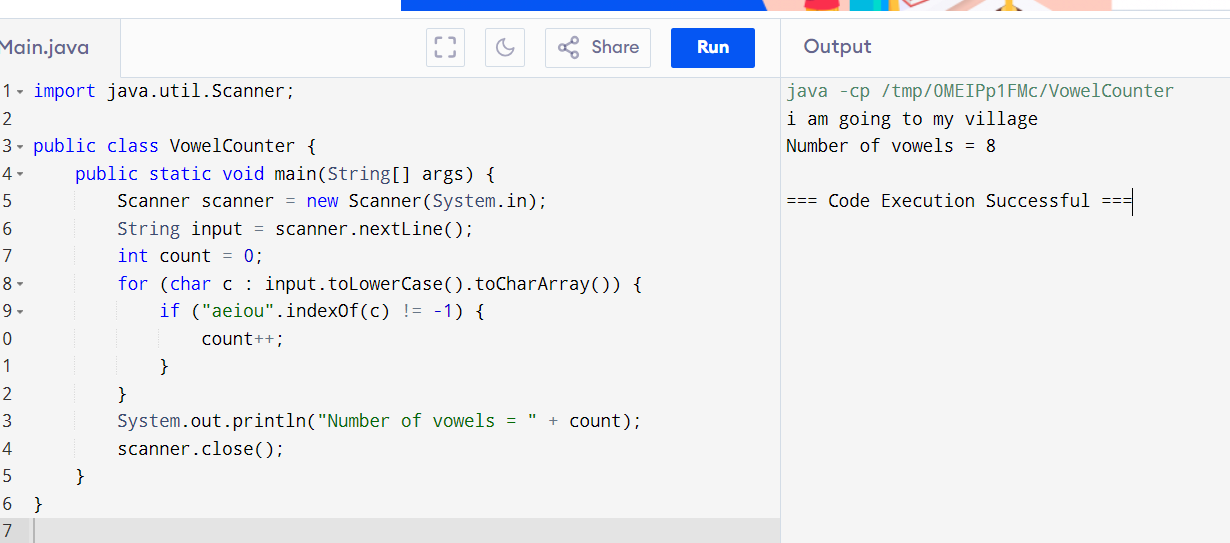 Main.java
Share
Run
Output
1 import java.util.Scanner;
2
3 public class VowelCounter {
4     public static void main(String[] args) {
5         Scanner scanner = new Scanner(System.in);
6         String input = scanner.nextLine();
7         int count = 0;
8         for (char c : input.toLowerCase().toCharArray()) {
9             if ("aeiou".indexOf(c) != -1) {
0                 count++;
1             }
2         }
3         System.out.println("Number of vowels = " + count);
4         scanner.close();
5     }
6 }
7
java -cp /tmp/0MEIPp1FMc/VowelCounter
i am going to my village
Number of vowels = 8
=== Code Execution Successful ===